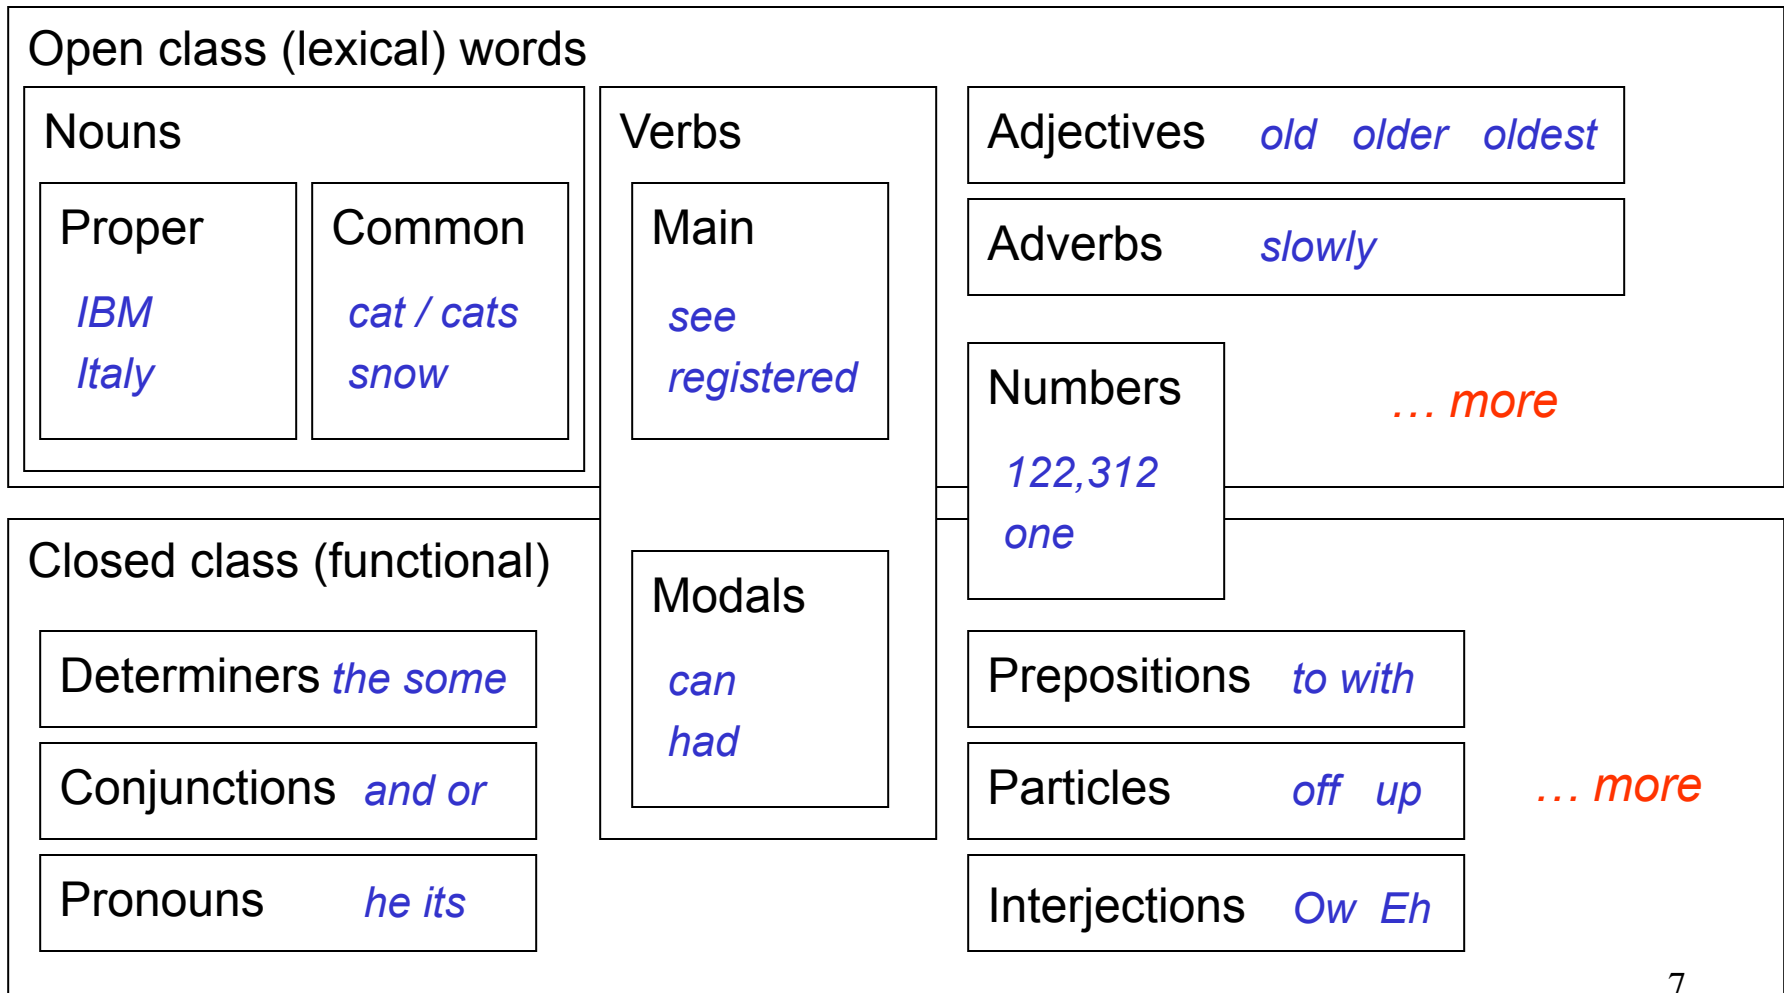 Open class (lexical) words
Nouns
Proper
IBM
Italy
Common
cat / cats
snow
Verbs
Main
see
registered
Adjectives old older oldest
Adverbs slowly
Numbers
122,312
one
… more
Closed class (functional)
Determiners the some
Conjunctions and or
Pronouns he its
Modals
can
had
Prepositions to with
Particles off up
Interjections Ow Eh
… more
7